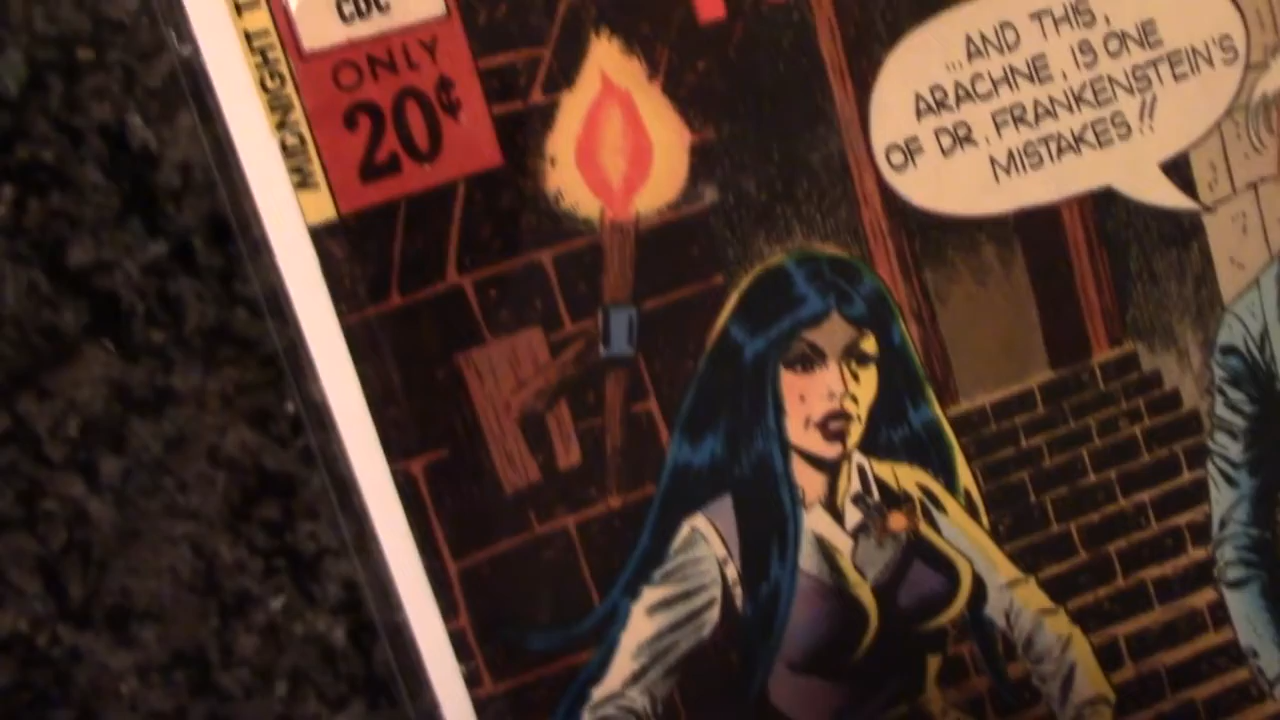 CDC
ONLY
20¢
MIDNIGHT T
...AND THIS,
ARACHNE, IS ONE
OF DR. FRANKENSTEIN'S
MISTAKES!!